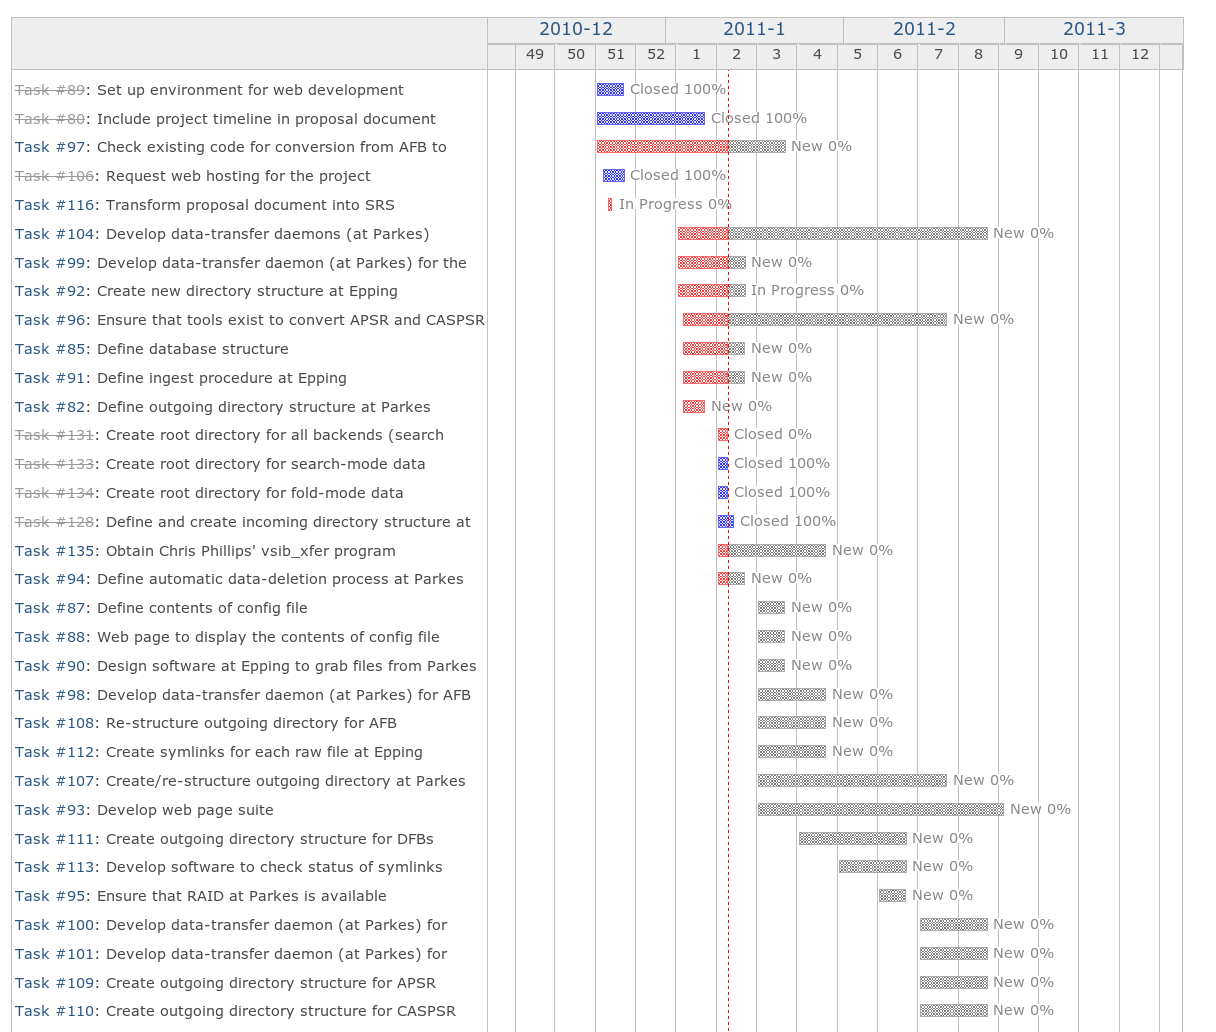 2010-12 2011-1 2011-2 2011-3
49 50 51 52 1 2 3 4 5 6 7 8 9 10 11 12
Task #89: Set up environment for web development Closed 100%
Task #80: Include project timeline in proposal document Closed 100%
Task #97: Check existing code for conversion from AFB to New 0%
Task #106: Request web hosting for the project Closed 100%
Task #116: Transform proposal document into SRS In Progress 0%
Task #104: Develop data-transfer daemons (at Parkes) New 0%
Task #99: Develop data-transfer daemon (at Parkes) for the New 0%
Task #92: Create new directory structure at Epping In Progress 0%
Task #96: Ensure that tools exist to convert APSR and CASPSR New 0%
Task #85: Define database structure New 0%
Task #91: Define ingest procedure at Epping New 0%
Task #82: Define outgoing directory structure at Parkes New 0%
Task #131: Create root directory for all backends (search Closed 0%
Task #133: Create root directory for search-mode data Closed 100%
Task #134: Create root directory for fold-mode data Closed 100%
Task #128: Define and create incoming directory structure at Closed 100%
Task #135: Obtain Chris Phillips' vsib_xfer program New 0%
Task #94: Define automatic data-deletion process at Parkes New 0%
Task #87: Define contents of config file New 0%
Task #88: Web page to display the contents of config file New 0%
Task #90: Design software at Epping to grab files from Parkes New 0%
Task #98: Develop data-transfer daemon (at Parkes) for AFB New 0%
Task #108: Re-structure outgoing directory for AFB New 0%
Task #112: Create symlinks for each raw file at Epping New 0%
Task #107: Create/re-structure outgoing directory at Parkes New 0%
Task #93: Develop web page suite New 0%
Task #111: Create outgoing directory structure for DFBs New 0%
Task #113: Develop software to check status of symlinks New 0%
Task #95: Ensure that RAID at Parkes is available New 0%
Task #100: Develop data-transfer daemon (at Parkes) for New 0%
Task #101: Develop data-transfer daemon (at Parkes) for New 0%
Task #109: Create outgoing directory structure for APSR New 0%
Task #110: Create outgoing directory structure for CASPSR New 0%